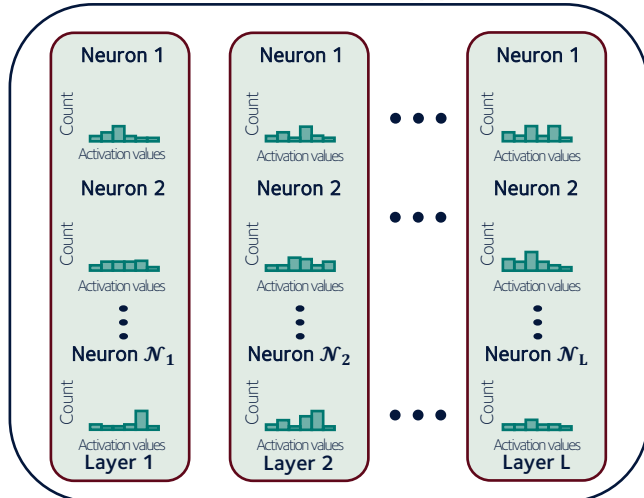 Neuron 1
Count
Activation values
Neuron 2
Count
Activation values
Neuron 𝒩₁
Count
Activation values
Layer 1
Neuron 1
Count
Activation values
Neuron 2
Count
Activation values
Neuron 𝒩₂
Count
Activation values
Layer 2
Neuron 1
Count
Activation values
Neuron 2
Count
Activation values
Neuron 𝒩_L
Count
Activation values
Layer L